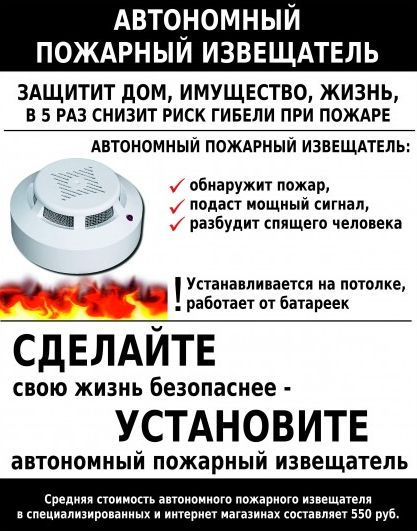 АВТОНОМНЫЙ
ПОЖАРНЫЙ ИЗВЕЩАТЕЛЬ
ЗАЩИТИТ ДОМ, ИМУЩЕСТВО, ЖИЗНЬ,
В 5 РАЗ СНИЗИТ РИСК ГИБЕЛИ ПРИ ПОЖАРЕ
АВТОНОМНЫЙ ПОЖАРНЫЙ ИЗВЕЩАТЕЛЬ:
обнаружит пожар,
подаст мощный сигнал,
разбудит спящего человека
! Устанавливается на потолке,
работает от батареек
СДЕЛАЙТЕ
свою жизнь безопаснее -
УСТАНОВИТЕ
автономный пожарный извещатель
Средняя стоимость автономного пожарного извещателя
в специализированных и интернет магазинах составляет 550 руб.